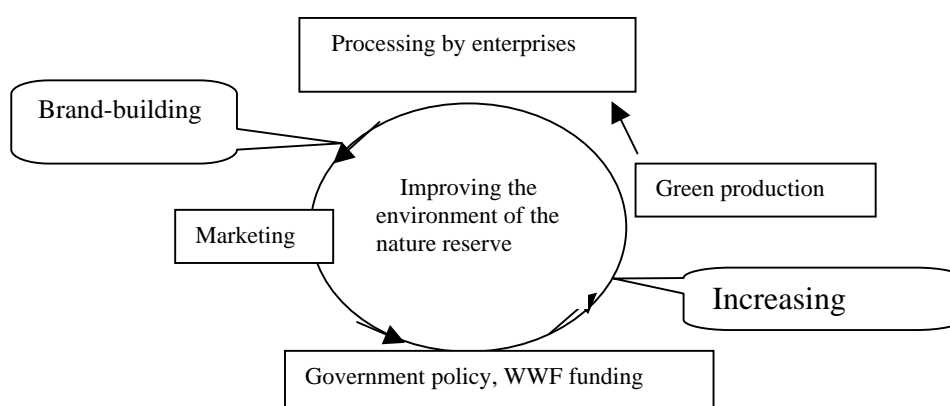 Processing by enterprises
Brand-building
Improving the
environment of the
nature reserve
Green production
Marketing
Increasing
Government policy, WWF funding